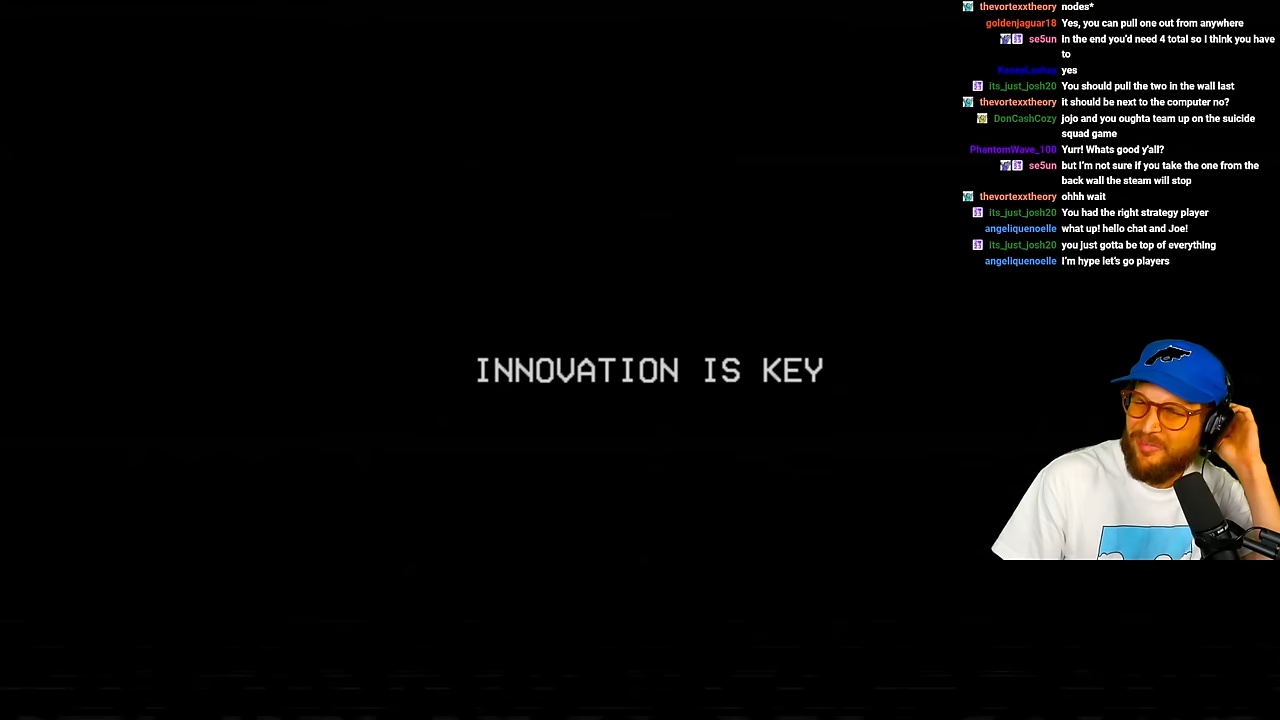 thevortexxtheory nodes*
goldenjaguar18 Yes, you can pull one out from anywhere
se5un in the end you'd need 4 total so I think you have
to
yes
its_just_josh20 You should pull the two in the wall last
thevortexxtheory it should be next to the computer no?
DonCashCozy jojo and you oughta team up on the suicide
squad game
PhantomWave_100 Yurr! Whats good y'all?
se5un but I'm not sure if you take the one from the
back wall the steam will stop
thevortexxtheory ohhh wait
its_just_josh20 You had the right strategy player
angeliquenoelle what up! hello chat and Joe!
its_just_josh20 you just gotta be top of everything
angeliquenoelle I'm hype let's go players
INNOVATION IS KEY